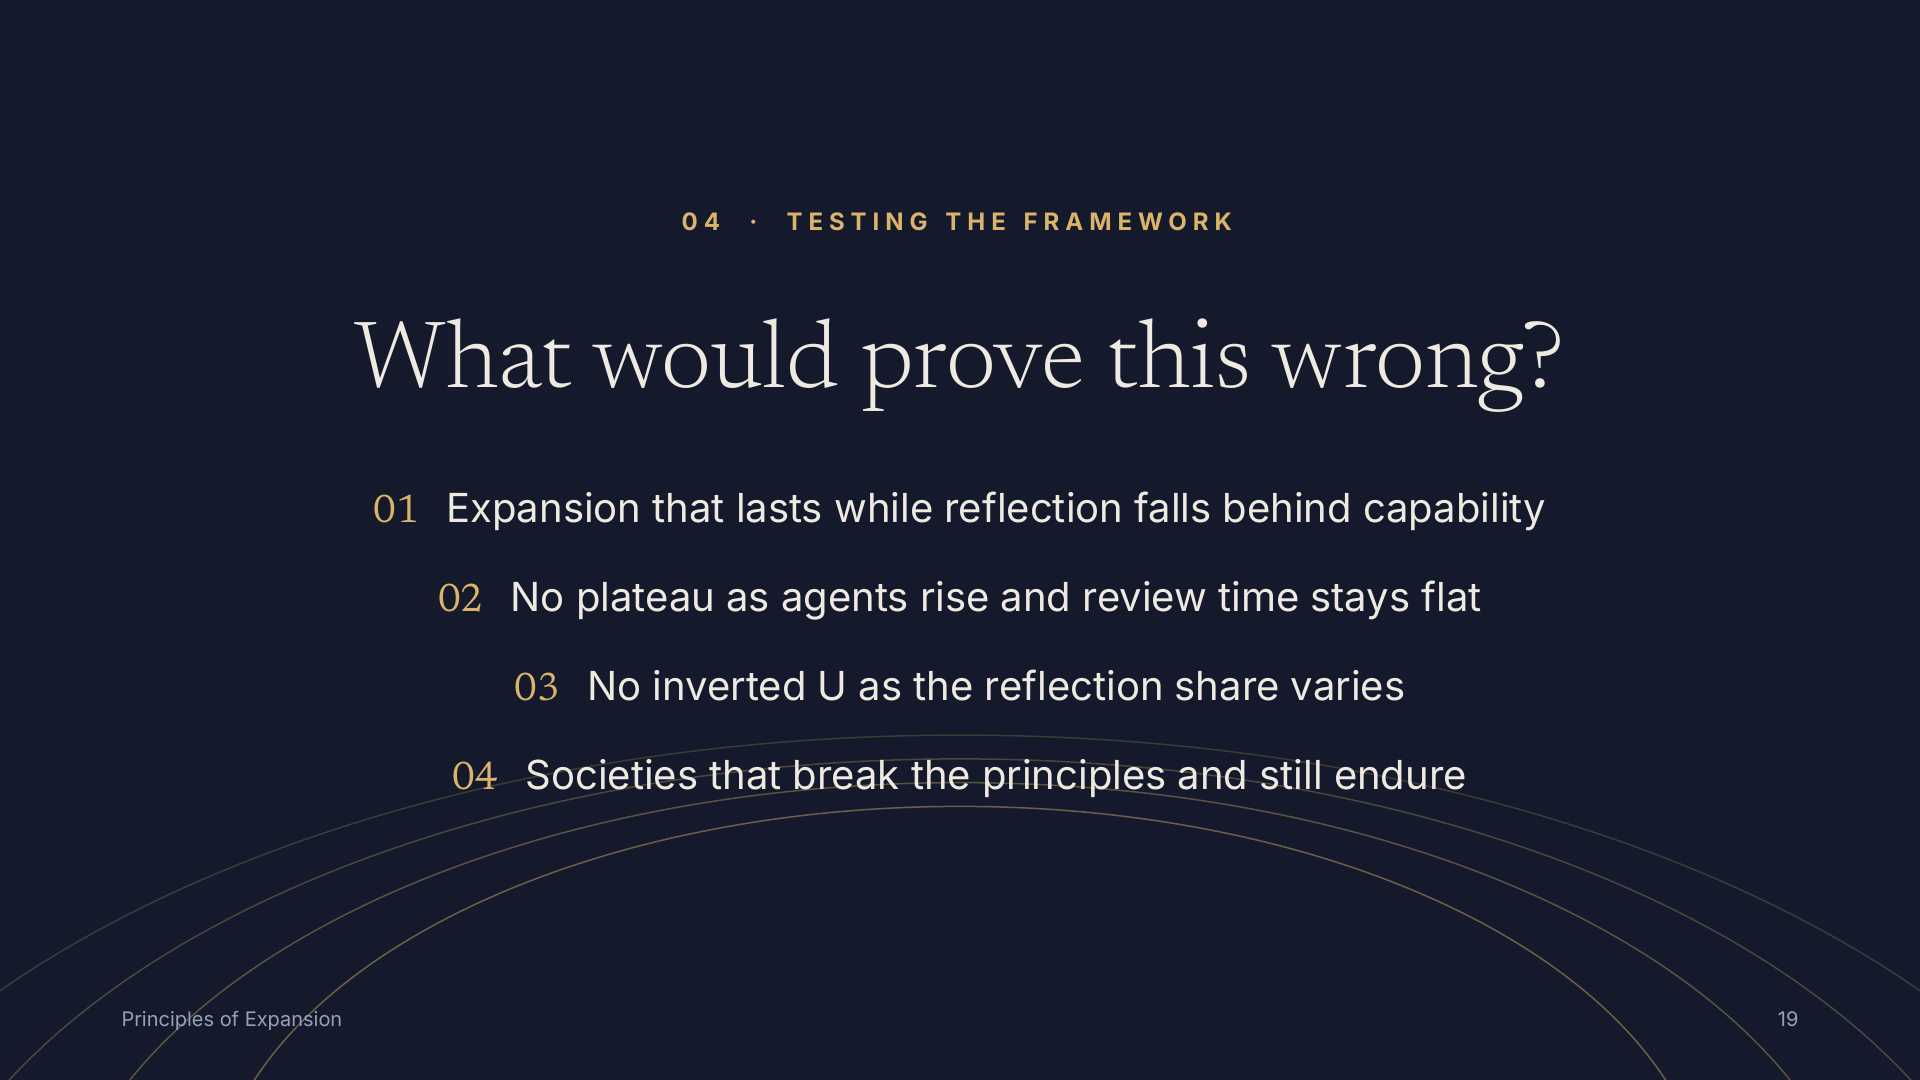 04 · TESTING THE FRAMEWORK
What would prove this wrong?
01 Expansion that lasts while reflection falls behind capability
02 No plateau as agents rise and review time stays flat
03 No inverted U as the reflection share varies
04 Societies that break the principles and still endure
Principles of Expansion
19